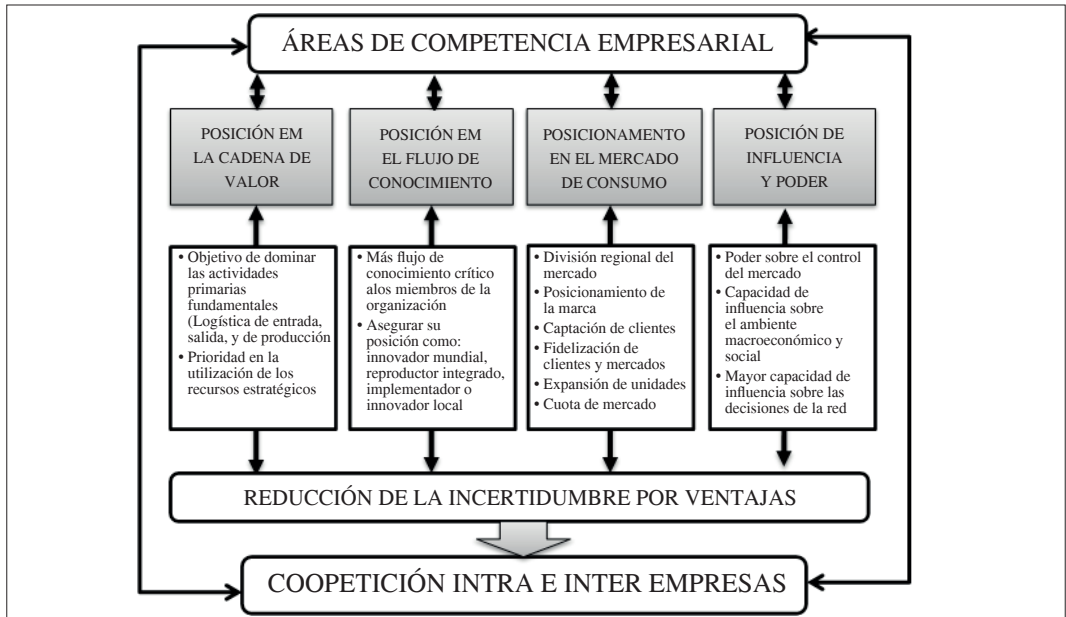 ÁREAS DE COMPETENCIA EMPRESARIAL
POSICIÓN EM
LA CADENA DE
VALOR
POSICIÓN EM
EL FLUJO DE
CONOCIMIENTO
POSICIONAMENTO
EN EL MERCADO
DE CONSUMO
POSICIÓN DE
INFLUENCIA
Y PODER
• Objetivo de dominar
las actividades
primarias
fundamentales
(Logística de entrada,
salida, y de producción
• Prioridad en la
utilización de los
recursos estratégicos
• Más flujo de
conocimiento crítico
alos miembros de la
organización
• Asegurar su
posición como:
innovador mundial,
reproductor integrado,
implementador o
innovador local
• División regional del
mercado
• Posicionamiento de
la marca
• Captación de clientes
• Fidelización de
clientes y mercados
• Expansión de unidades
• Cuota de mercado
• Poder sobre el control
del mercado
• Capacidad de
influencia sobre
el ambiente
macroeconómico y
social
• Mayor capacidad de
influencia sobre las
decisiones de la red
REDUCCIÓN DE LA INCERTIDUMBRE POR VENTAJAS
COOPETICIÓN INTRA E INTER EMPRESAS